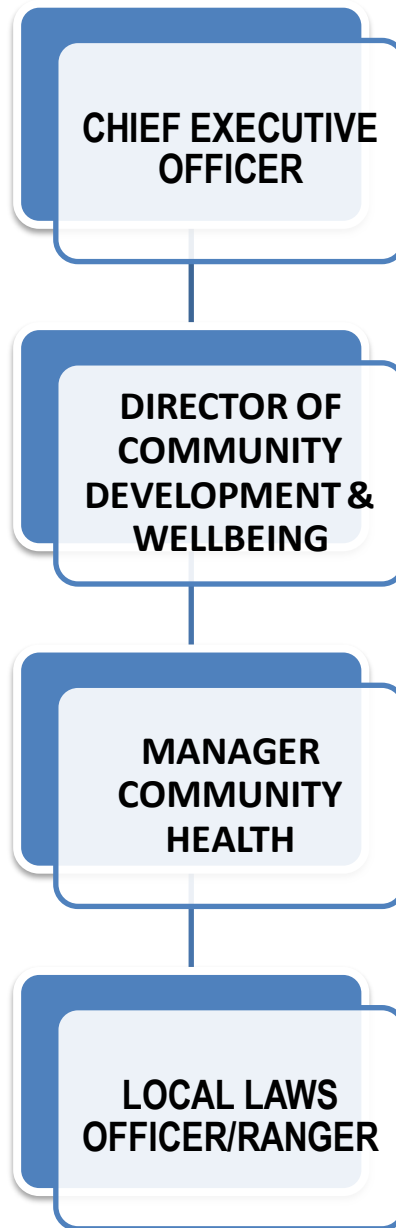 CHIEF EXECUTIVE
OFFICER
DIRECTOR OF
COMMUNITY
DEVELOPMENT &
WELLBEING
MANAGER
COMMUNITY
HEALTH
LOCAL LAWS
OFFICER/RANGER